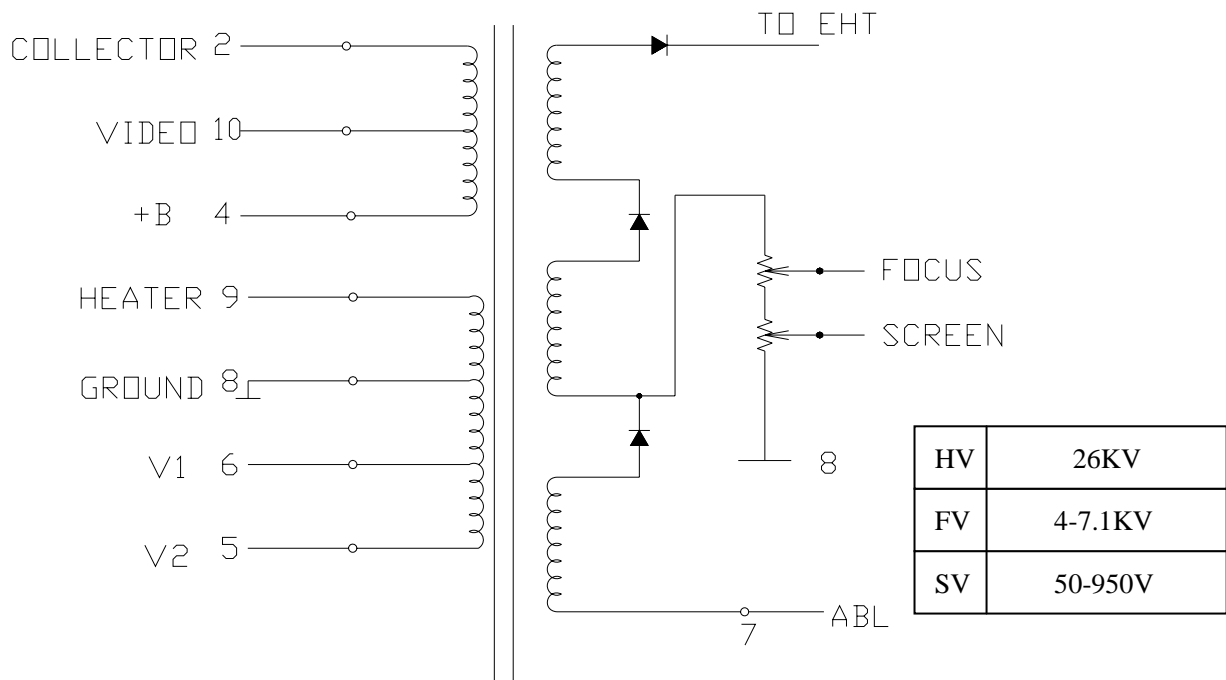 TO EHT
COLLECTOR 2
VIDEO 10
+B 4
HEATER 9
GROUND 8
V1 6
V2 5
FOCUS
SCREEN
8
7
ABL
HV 26KV
FV 4-7.1KV
SV 50-950V